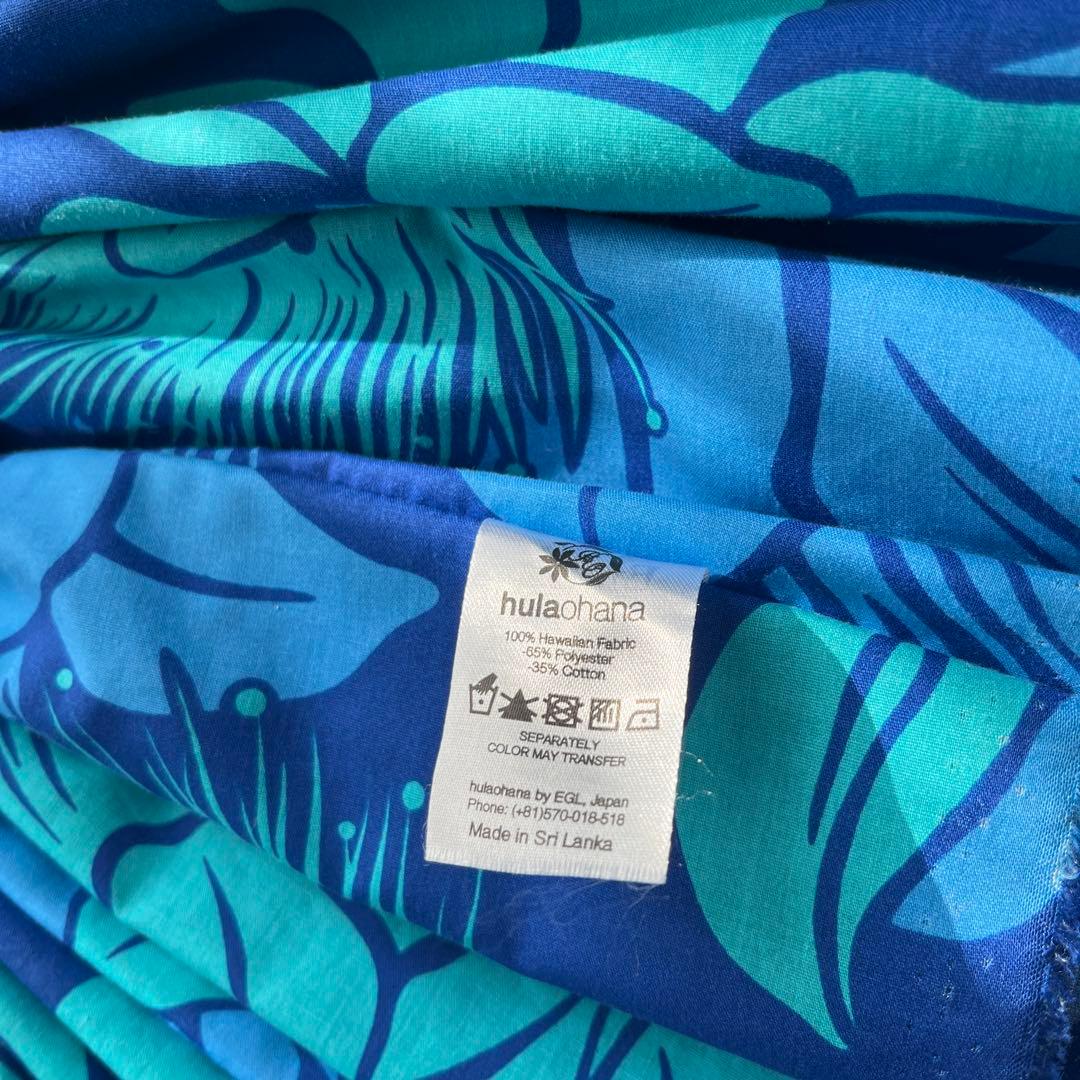 hulaohana
100% Hawaiian Fabric
-65% Polyester
-35% Cotton
SEPARATELY
COLOR MAY TRANSFER
hulaohana by EGL, Japan
Phone: (+81)570-018-518
Made in Sri Lanka